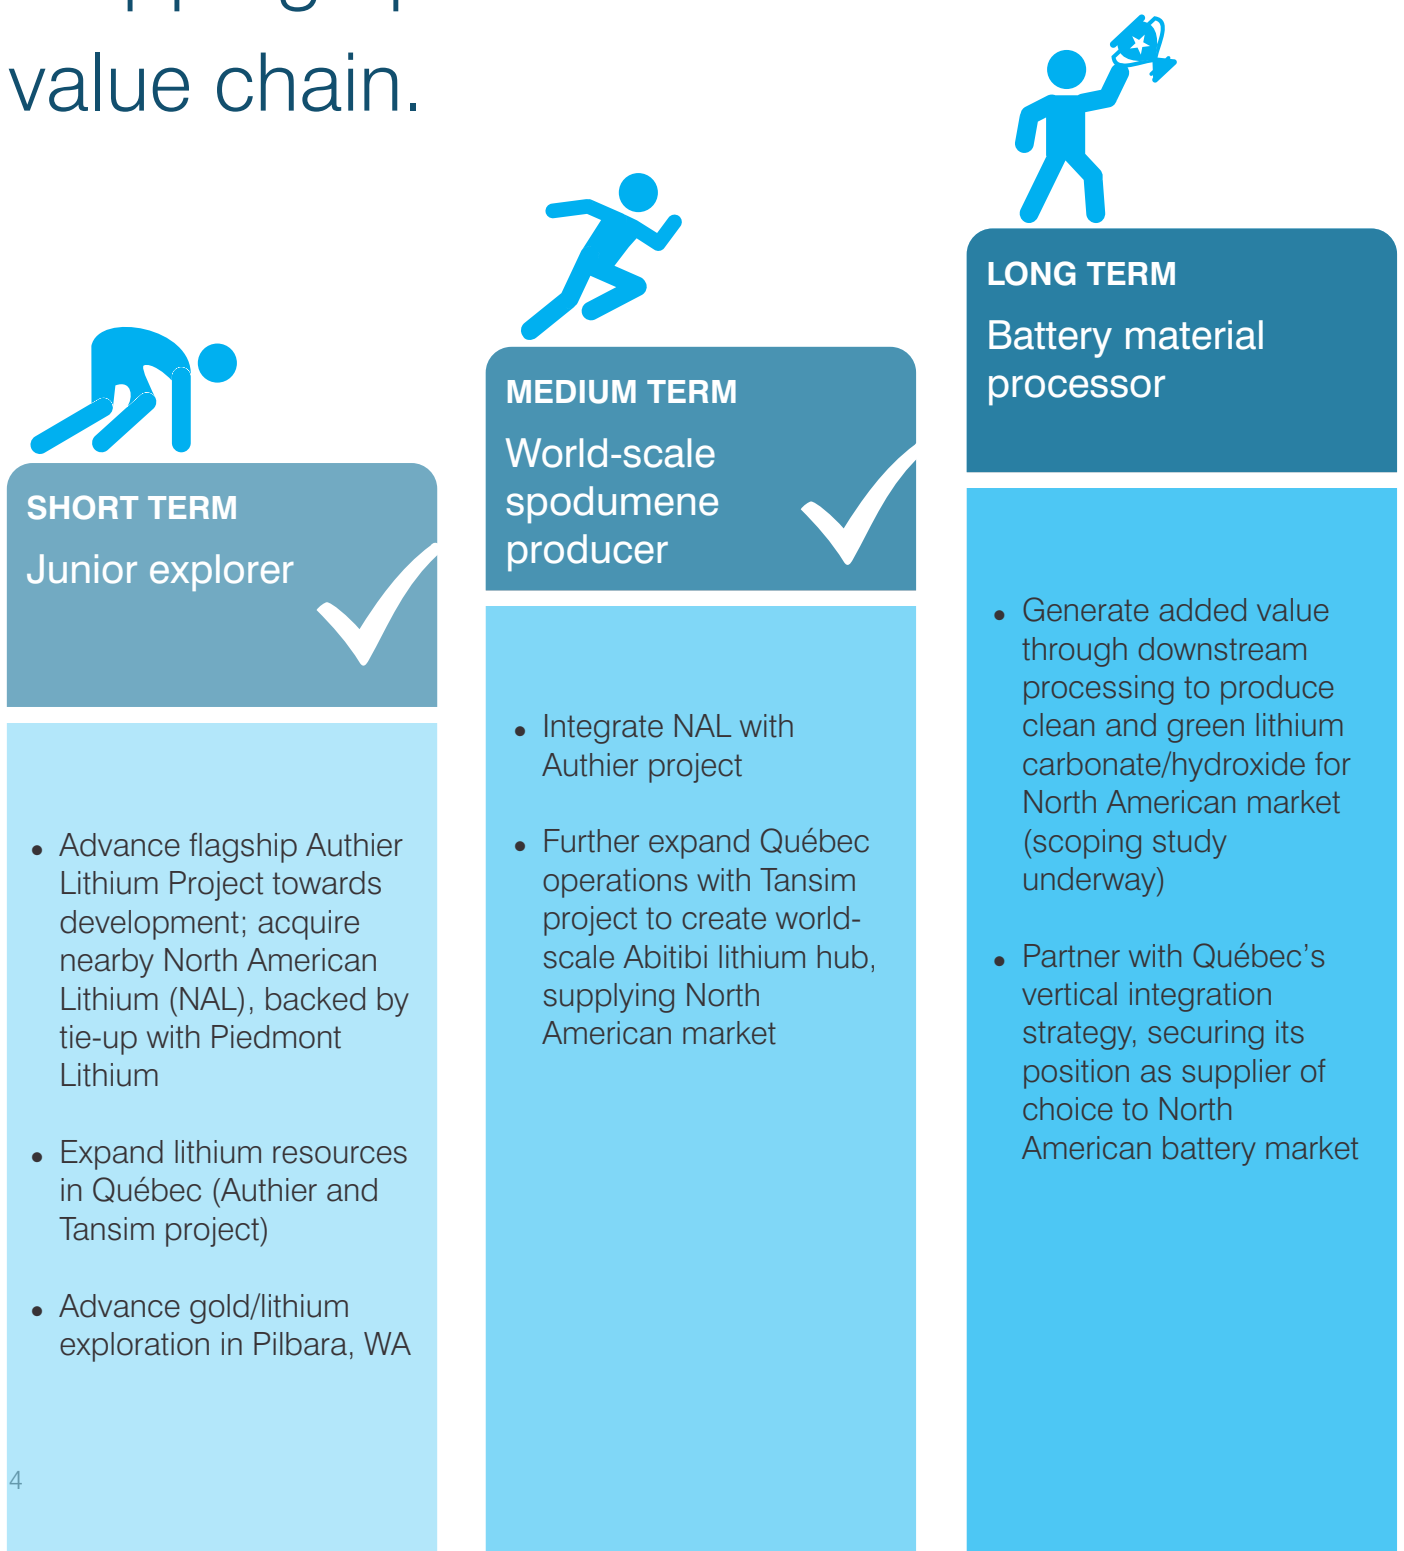 value chain.
SHORT TERM
Junior explorer
• Advance flagship Authier
Lithium Project towards
development; acquire
nearby North American
Lithium (NAL), backed by
tie-up with Piedmont
Lithium
• Expand lithium resources
in Québec (Authier and
Tansim project)
• Advance gold/lithium
exploration in Pilbara, WA
MEDIUM TERM
World-scale
spodumene
producer
• Integrate NAL with
Authier project
• Further expand Québec
operations with Tansim
project to create world-
scale Abitibi lithium hub,
supplying North
American market
LONG TERM
Battery material
processor
• Generate added value
through downstream
processing to produce
clean and green lithium
carbonate/hydroxide for
North American market
(scoping study
underway)
• Partner with Québec’s
vertical integration
strategy, securing its
position as supplier of
choice to North
American battery market
4